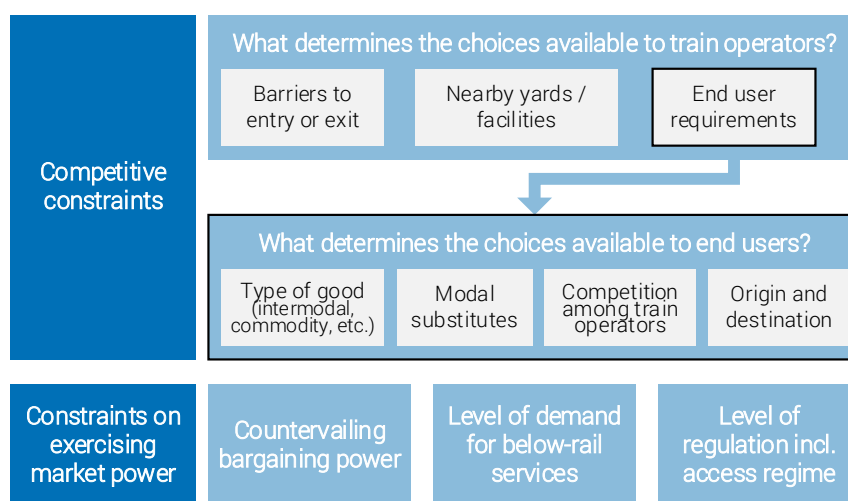 Competitive
constraints
What determines the choices available to train operators?
Barriers to
entry or exit
Nearby yards /
facilities
End user
requirements
What determines the choices available to end users?
Type of good
(intermodal,
commodity, etc.)
Modal
substitutes
Competition
among train
operators
Origin and
destination
Constraints on
exercising
market power
Countervailing
bargaining power
Level of demand
for below-rail
services
Level of
regulation incl.
access regime